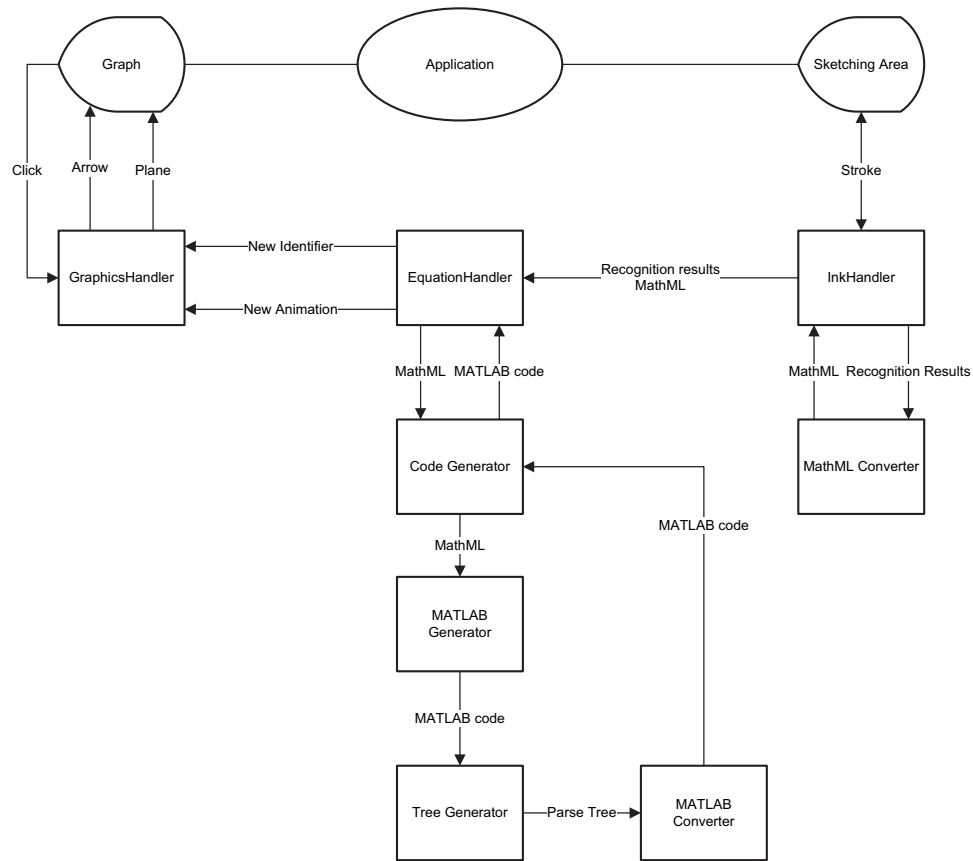 Graph
Application
Sketching Area
Click
Arrow
Plane
Stroke
GraphicsHandler
New Identifier
New Animation
EquationHandler
Recognition results
MathML
InkHandler
MathML
MATLAB code
MathML
Recognition Results
Code Generator
MathML Converter
MATLAB code
MathML
MATLAB
Generator
MATLAB code
Tree Generator
Parse Tree
MATLAB
Converter